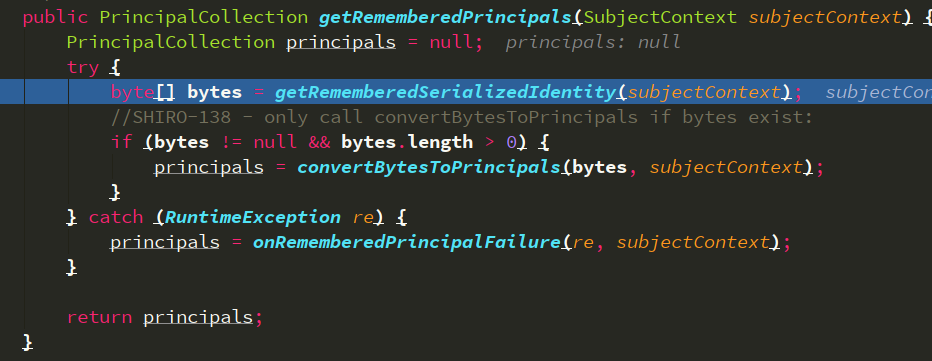 public PrincipalCollection getRememberedPrincipals(SubjectContext subjectContext) {
PrincipalCollection principals = null; principals: null
try {
byte[] bytes = getRememberedSerializedIdentity(subjectContext); subjectCon
//SHIRO-138 - only call convertBytesToPrincipals if bytes exist:
if (bytes != null && bytes.length > 0) {
principals = convertBytesToPrincipals(bytes, subjectContext);
}
} catch (RuntimeException re) {
principals = onRememberedPrincipalFailure(re, subjectContext);
}
return principals;
}